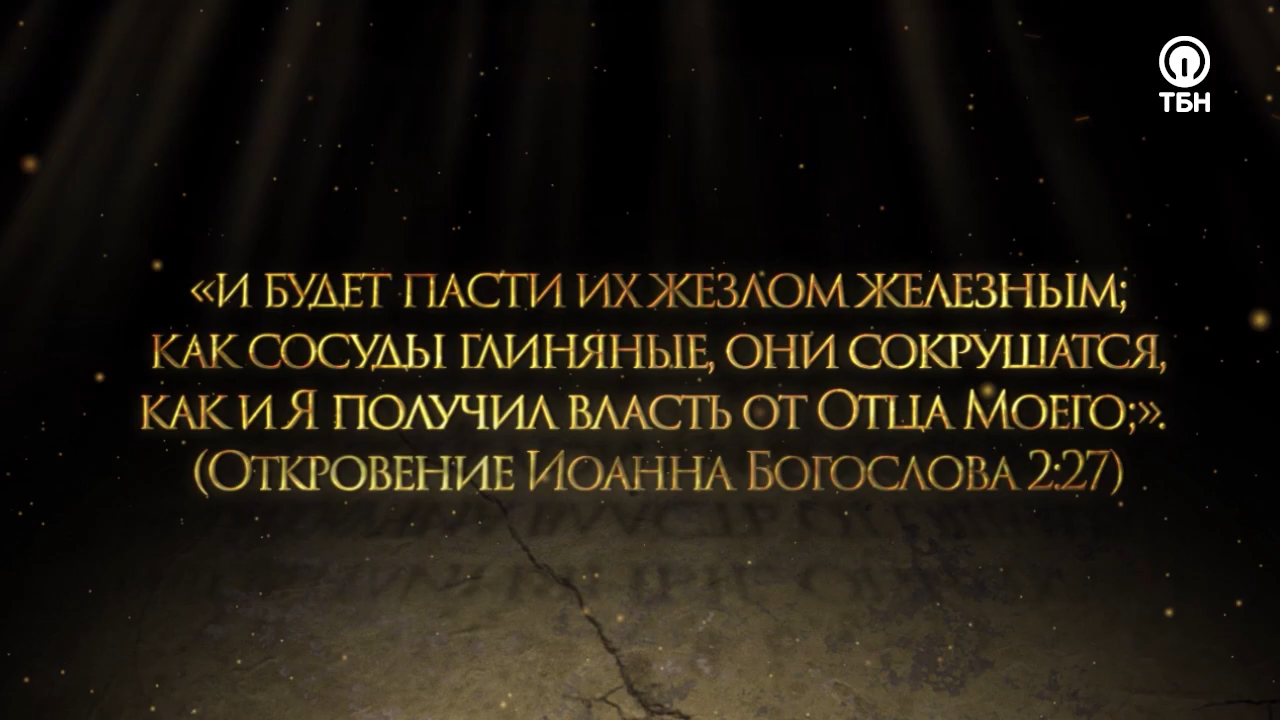 ТБН
«И БУДЕТ ПАСТИ ИХ ЖЕЗЛОМ ЖЕЛЕЗНЫМ;
КАК СОСУДЫ ГЛИНЯНЫЕ, ОНИ СОКРУШАТСЯ,
КАК И Я ПОЛУЧИЛ ВЛАСТЬ ОТ ОТЦА МОЕГО;».
(ОТКРОВЕНИЕ ИОАННА БОГОСЛОВА 2:27)